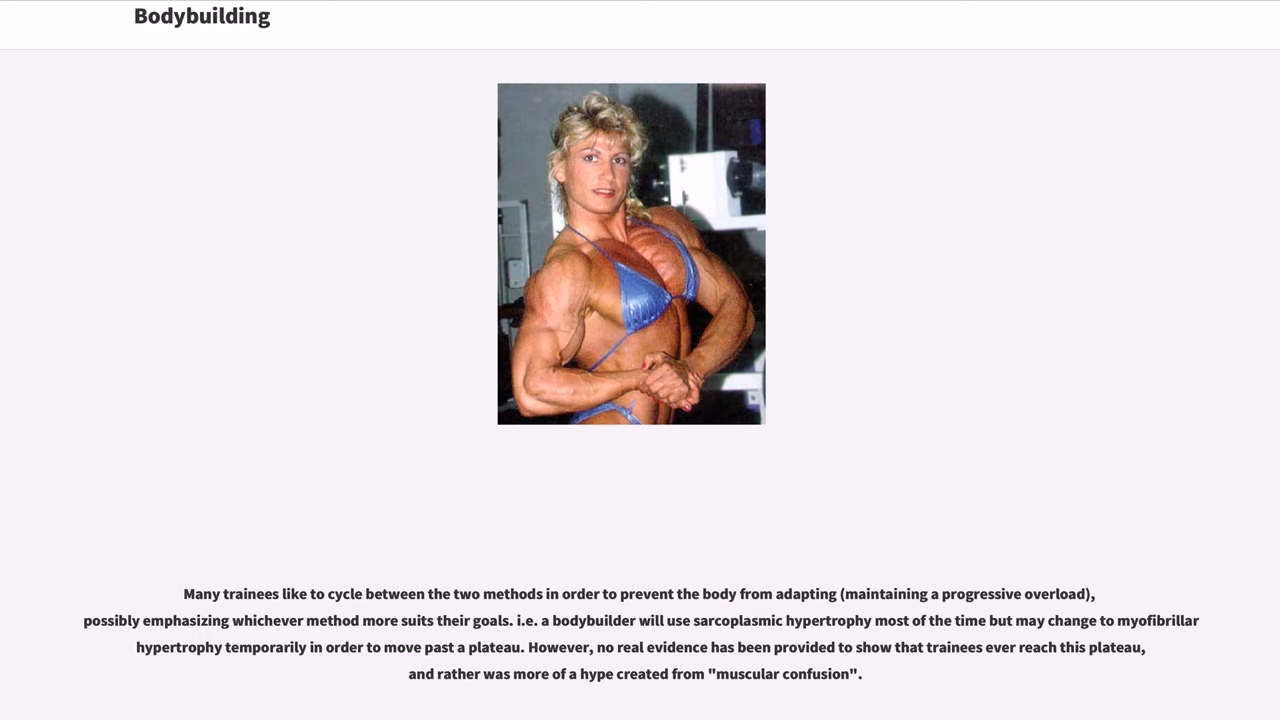 Bodybuilding
Many trainees like to cycle between the two methods in order to prevent the body from adapting (maintaining a progressive overload),
possibly emphasizing whichever method more suits their goals. i.e. a bodybuilder will use sarcoplasmic hypertrophy most of the time but may change to myofibrillar
hypertrophy temporarily in order to move past a plateau. However, no real evidence has been provided to show that trainees ever reach this plateau,
and rather was more of a hype created from "muscular confusion".